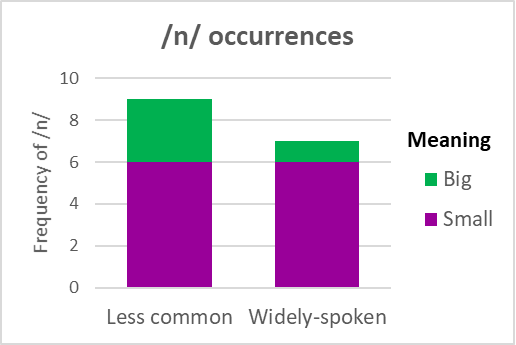 /n/ occurrences
Frequency of /n/
10
8
6
4
2
0
Less common
Widely-spoken
Meaning
Big
Small